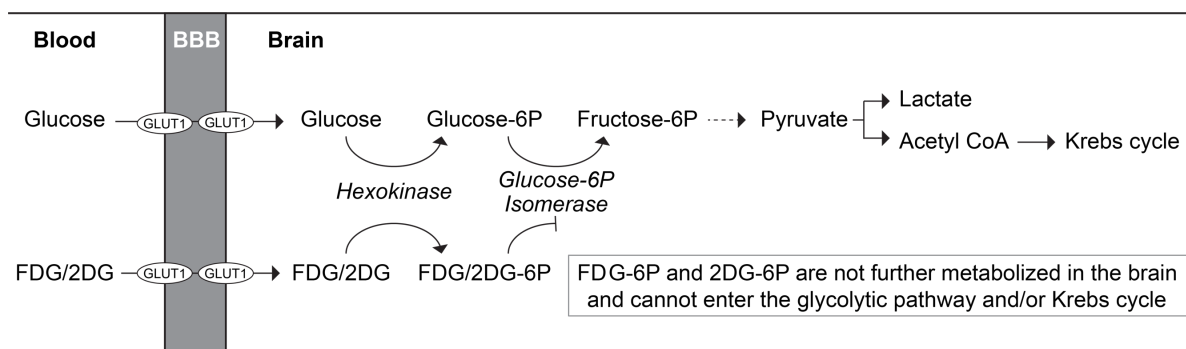 Blood BBB Brain
Glucose GLUT1 GLUT1 Glucose Glucose-6P Fructose-6P Pyruvate Lactate
Acetyl CoA Krebs cycle
Hexokinase
Glucose-6P
Isomerase
FDG/2DG GLUT1 GLUT1 FDG/2DG FDG/2DG-6P
FDG-6P and 2DG-6P are not further metabolized in the brain
and cannot enter the glycolytic pathway and/or Krebs cycle